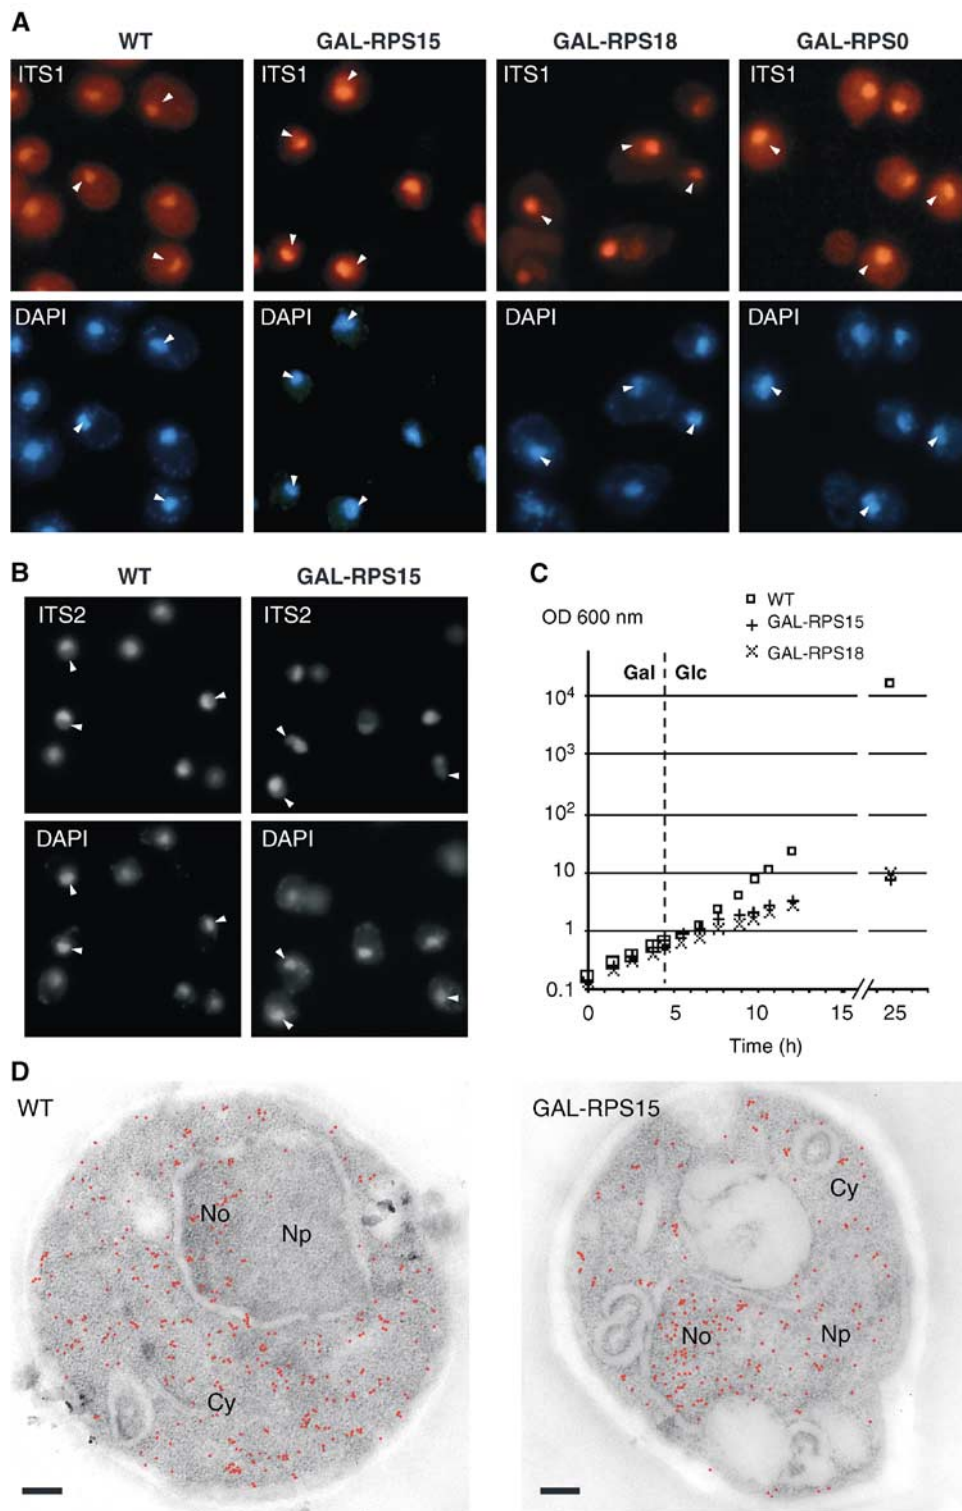 A
WT
GAL-RPS15
GAL-RPS18
GAL-RPS0
ITS1
ITS1
ITS1
ITS1
DAPI
DAPI
DAPI
DAPI
B
WT
GAL-RPS15
ITS2
ITS2
DAPI
DAPI
C
OD 600 nm
WT
GAL-RPS15
GAL-RPS18
Gal
Glc
10⁴
10³
10²
10
1
0.1
0
5
10
15
25
Time (h)
D
WT
No
Np
Cy
GAL-RPS15
Cy
No
Np